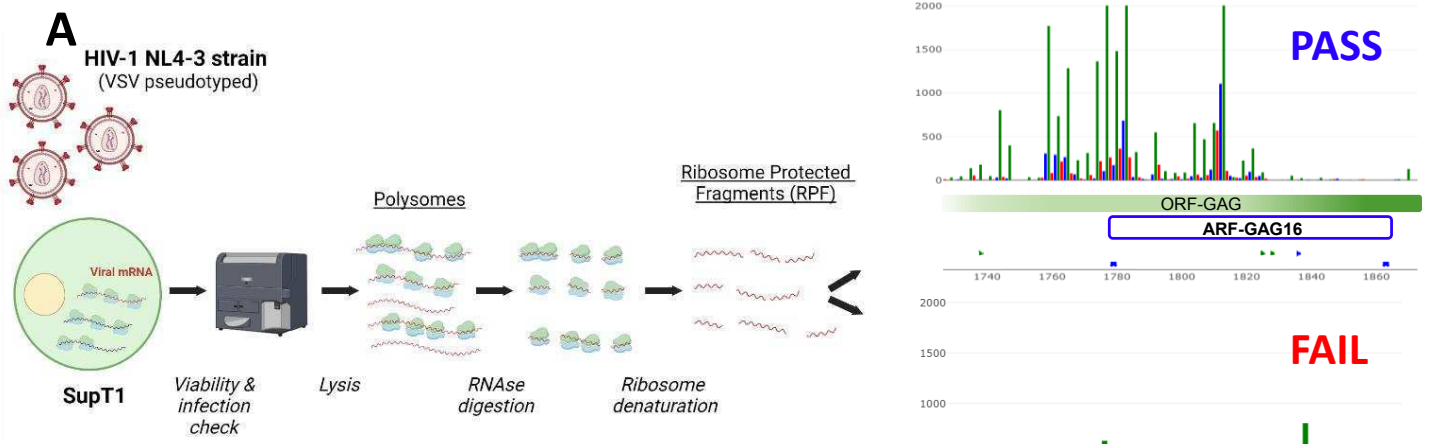 A
HIV-1 NL4-3 strain
(VSV pseudotyped)
Viral mRNA
SupT1
Viability &
infection
check
Lysis
Polysomes
RNAse
digestion
Ribosome
denaturation
Ribosome Protected
Fragments (RPF)
2000
1500
1000
500
0
PASS
ORF-GAG
ARF-GAG16
1740 1760 1780 1800 1820 1840 1860
2000
1500
1000
FAIL